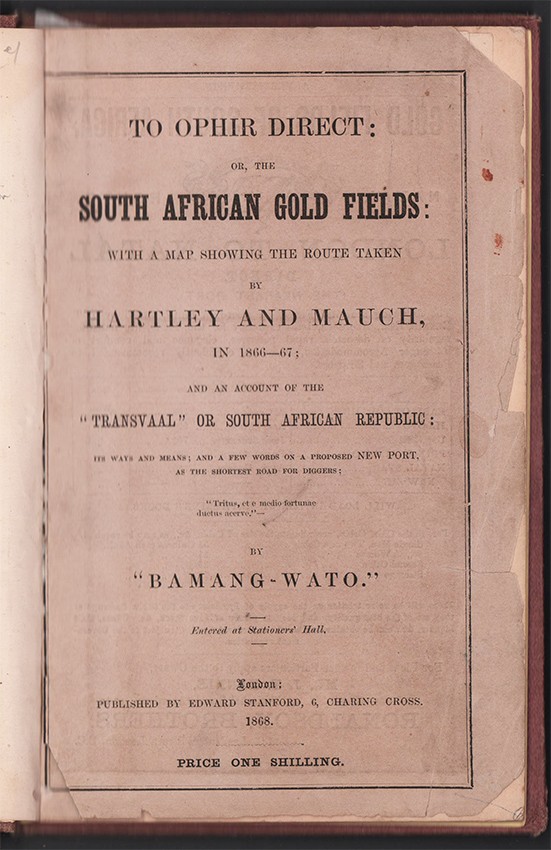 TO OPHIR DIRECT:
OR, THE
SOUTH AFRICAN GOLD FIELDS:
WITH A MAP SHOWING THE ROUTE TAKEN
BY
HARTLEY AND MAUCH,
IN 1866—67;
AND AN ACCOUNT OF THE
"TRANSVAAL" OR SOUTH AFRICAN REPUBLIC:
ITS WAYS AND MEANS; AND A FEW WORDS ON A PROPOSED NEW PORT,
AS THE SHORTEST ROAD FOR DIGGERS;
"Tritus, et e medio fortunae
ductus acervo."—
BY
"BAMANG-WATO."
Entered at Stationers' Hall.
London:
PUBLISHED BY EDWARD STANFORD, 6, CHARING CROSS.
1868.
PRICE ONE SHILLING.